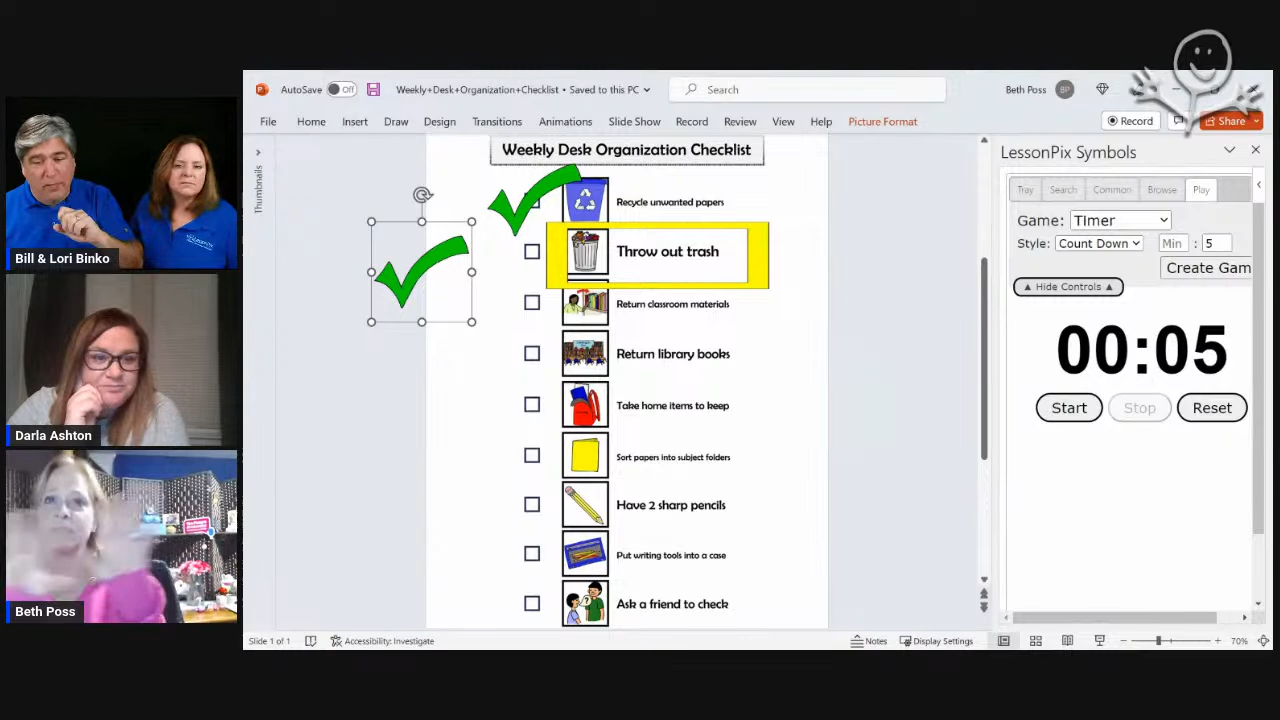 AutoSave Off Weekly+Desk+Organization+Checklist • Saved to this PC Search Beth Poss BP
File Home Insert Draw Design Transitions Animations Slide Show Record Review View Help Picture Format Record Share
Thumbnails
Weekly Desk Organization Checklist
Recycle unwanted papers
Throw out trash
Return classroom materials
Return library books
Take home items to keep
Sort papers into subject folders
Have 2 sharp pencils
Put writing tools into a case
Ask a friend to check
LessonPix Symbols
Tray Search Common Browse Play
Game: TImer
Style: Count Down Min : 5
Create Gam
▲ Hide Controls ▲
00:05
Start Stop Reset
Bill & Lori Binko
Darla Ashton
Beth Poss
Slide 1 of 1 Accessibility: Investigate Notes Display Settings 70%